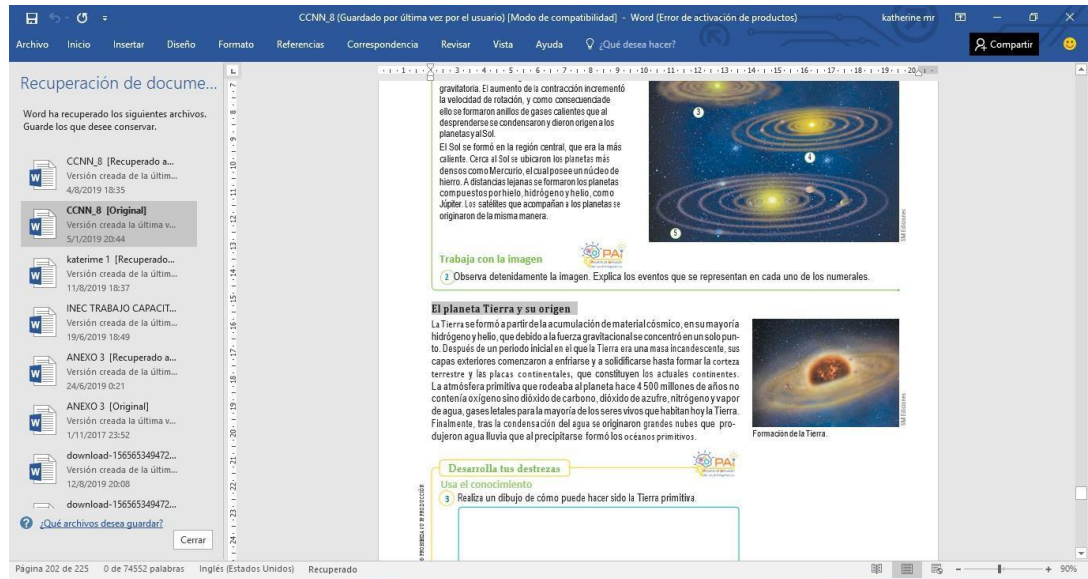 CCNN_8 (Guardado por última vez por el usuario) [Modo de compatibilidad] - Word (Error de activación de productos)
katherine mr
Archivo Inicio Insertar Diseño Formato Referencias Correspondencia Revisar Vista Ayuda ¿Qué desea hacer?
Compartir
Recuperación de docume...
Word ha recuperado los siguientes archivos.
Guarde los que desee conservar.
CCNN_8 [Recuperado a...
Versión creada la últim...
4/8/2019 18:35
CCNN_8 [Original]
Versión creada la última v...
5/1/2019 20:44
katerime 1 [Recuperado...
Versión creada de la últim...
11/8/2019 18:37
INEC TRABAJO CAPACIT...
Versión creada de la últim...
19/6/2019 18:49
ANEXO 3 [Recuperado a...
Versión creada de la últim...
24/6/2019 0:21
ANEXO 3 [Original]
Versión creada de la última v...
1/11/2017 23:52
download-156565349472...
Versión creada de la últim...
12/8/2019 20:08
download-156565349472...
¿Qué archivos desea guardar?
Cerrar
gravitatoria. El aumento de la contracción incrementó
la velocidad de rotación, y como consecuenciade
ello se formaron anillos de gases calientes que al
desprenderse se condensaron y dieron origen a los
planetas y al Sol.
El Sol se formó en la región central, que era la más
caliente. Cerca al Sol se ubicaron los planetas más
densos como Mercurio, el cual posee un núcleo de
hierro. A distancias lejanas se formaron los planetas
compuestos por hielo, hidrógeno y helio, como
Júpiter. Los satélites que acompañan a los planetas se
originaron de la misma manera.
3
4
5
SM Ediciones
Trabaja con la imagen
PAI
2 Observa detenidamente la imagen. Explica los eventos que se representan en cada uno de los numerales.
El planeta Tierra y su origen
La Tierra se formó a partir de la acumulación de material cósmico, en su mayoría
hidrógeno y helio, que debido a la fuerza gravitacional se concentró en un solo pun-
to. Después de un periodo inicial en el que la Tierra era una masa incandescente, sus
capas exteriores comenzaron a enfriarse y a solidificarse hasta formar la corteza
terrestre y las placas continentales, que constituyen los actuales continentes.
La atmósfera primitiva que rodeaba al planeta hace 4 500 millones de años no
contenía oxígeno sino dióxido de carbono, dióxido de azufre, nitrógeno y vapor
de agua, gases letales para la mayoría de los seres vivos que habitan hoy la Tierra.
Finalmente, tras la condensación del agua se originaron grandes nubes que pro-
dujeron agua lluvia que al precipitarse formó los océanos primitivos.
SM Ediciones
Formación de la Tierra.
Desarrolla tus destrezas
PAI
Usa el conocimiento
3 Realiza un dibujo de cómo puede hacer sido la Tierra primitiva.
Página 202 de 225 0 de 74552 palabras Inglés (Estados Unidos) Recuperado
90%